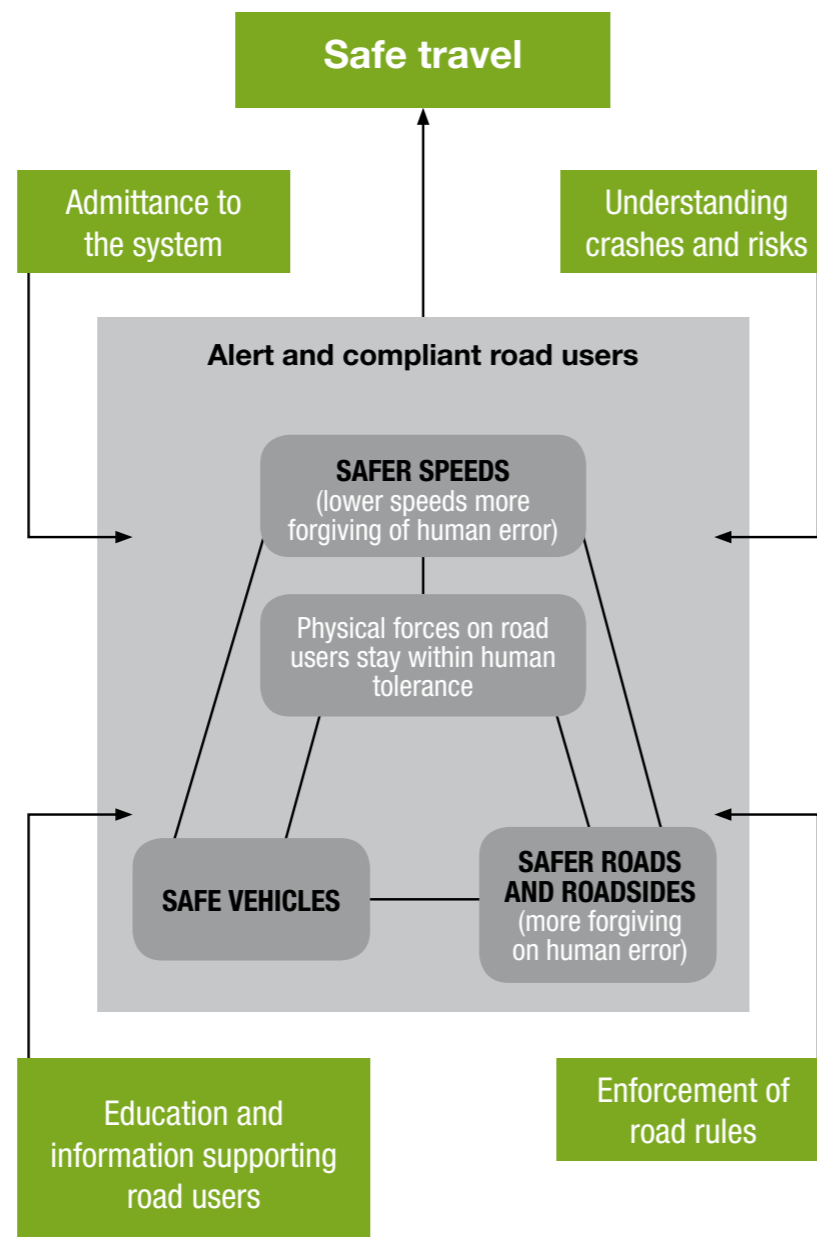 Safe travel
Admittance to
the system
Understanding
crashes and risks
Alert and compliant road users
SAFER SPEEDS
(lower speeds more
forgiving of human error)
Physical forces on road
users stay within human
tolerance
SAFE VEHICLES
SAFER ROADS
AND ROADSIDES
(more forgiving
on human error)
Education and
information supporting
road users
Enforcement of
road rules